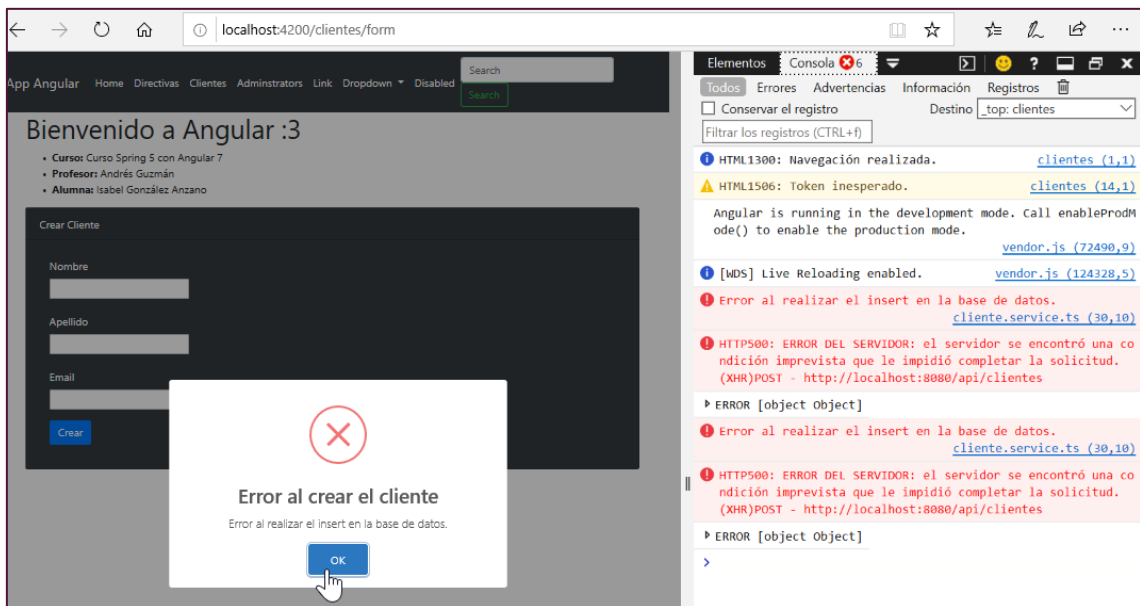 localhost:4200/clientes/form
App Angular Home Directivas Clientes Adminstrators Link Dropdown Disabled
Search
Search
Bienvenido a Angular :3
Curso: Curso Spring 5 con Angular 7
Profesor: Andrés Guzmán
Alumna: Isabel González Anzano
Crear Cliente
Nombre
Apellido
Email
Crear
Error al crear el cliente
Error al realizar el insert en la base de datos.
OK
Elementos Consola 6 ?
Todos Errores Advertencias Información Registros
Conservar el registro Destino _top: clientes
Filtrar los registros (CTRL+f)
HTML1300: Navegación realizada. clientes (1,1)
HTML1506: Token inesperado. clientes (14,1)
Angular is running in the development mode. Call enableProdM
ode() to enable the production mode.
vendor.js (72490,9)
[WDS] Live Reloading enabled. vendor.js (124328,5)
Error al realizar el insert en la base de datos.
cliente.service.ts (30,10)
HTTP500: ERROR DEL SERVIDOR: el servidor se encontró una co
ndición imprevista que le impidió completar la solicitud.
(XHR)POST - http://localhost:8080/api/clientes
ERROR [object Object]
Error al realizar el insert en la base de datos.
cliente.service.ts (30,10)
HTTP500: ERROR DEL SERVIDOR: el servidor se encontró una co
ndición imprevista que le impidió completar la solicitud.
(XHR)POST - http://localhost:8080/api/clientes
ERROR [object Object]